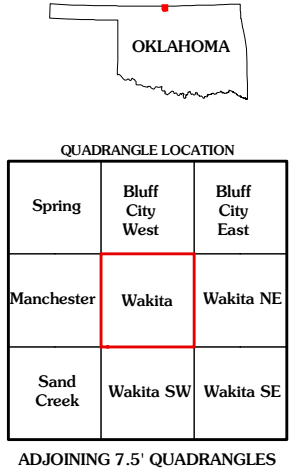 OKLAHOMA
QUADRANGLE LOCATION
Spring
Bluff
City
West
Bluff
City
East
Manchester
Wakita
Wakita NE
Sand
Creek
Wakita SW
Wakita SE
ADJOINING 7.5' QUADRANGLES